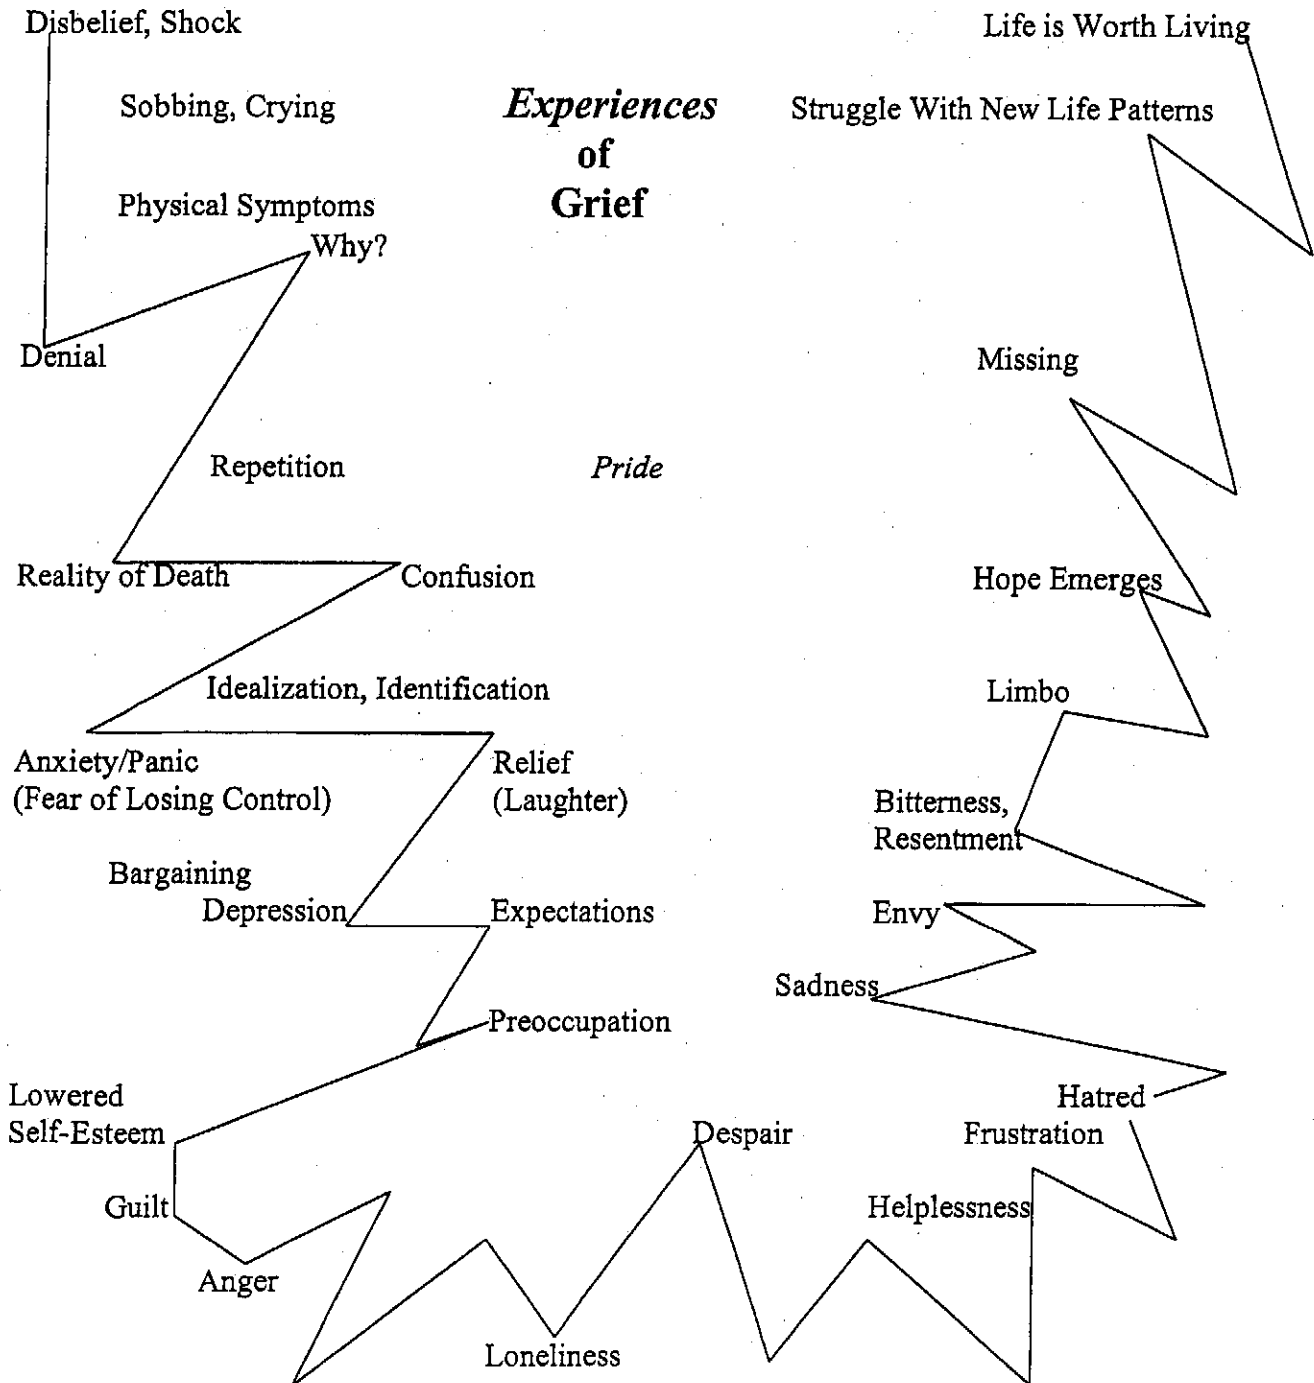 Disbelief, Shock
Life is Worth Living
Sobbing, Crying
Experiences
of
Grief
Struggle With New Life Patterns
Physical Symptoms
Why?
Denial
Missing
Repetition
Pride
Reality of Death
Confusion
Hope Emerges
Idealization, Identification
Limbo
Anxiety/Panic
(Fear of Losing Control)
Relief
(Laughter)
Bitterness,
Resentment
Bargaining
Depression
Expectations
Envy
Sadness
Preoccupation
Lowered
Self-Esteem
Hatred
Despair
Frustration
Guilt
Helplessness
Anger
Loneliness